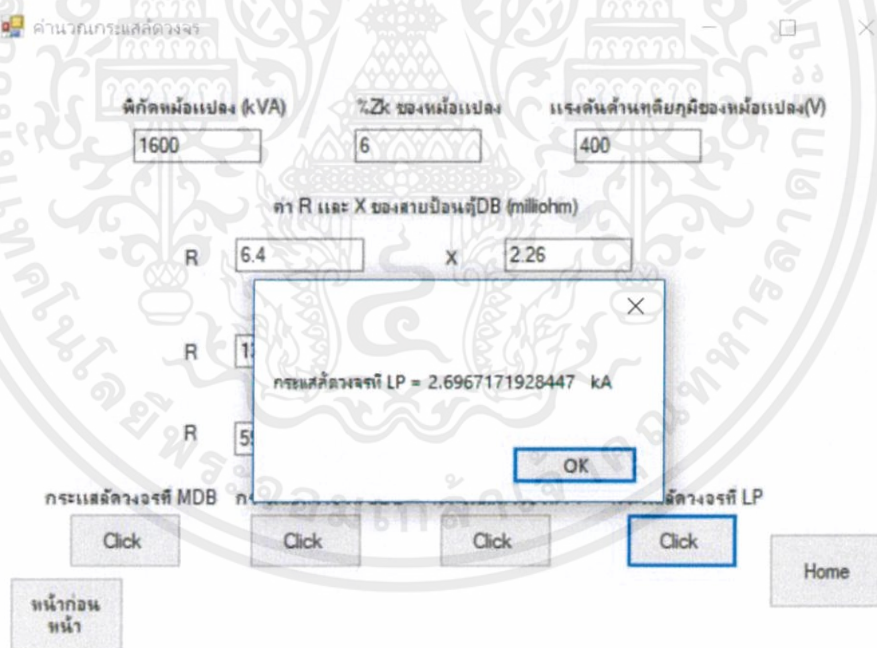 คำนวณกระแสลัดวงจร
พิกัดหม้อแปลง (kVA) %Zk ของหม้อแปลง แรงดันด้านทุติยภูมิของหม้อแปลง(V)
1600 6 400
ค่า R และ X ของสายป้อนตู้DB (milliohm)
R 6.4 X 2.26
R
กระแสลัดวงจรที่ LP = 2.6967171928447 kA
R
OK
กระแสลัดวงจรที่ MDB ลัดวงจรที่ LP
Click Click Click Click
Home
หน้าก่อน
หน้า